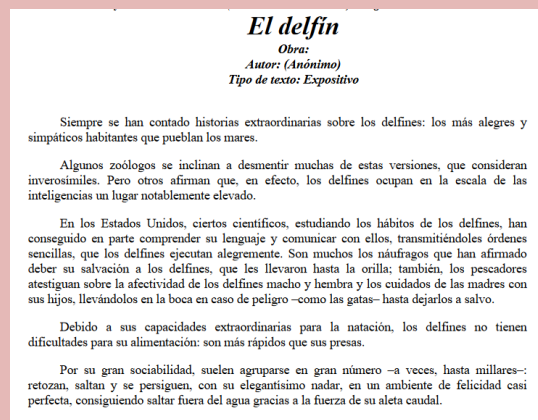 El delfín
Obra:
Autor: (Anónimo)
Tipo de texto: Expositivo
Siempre se han contado historias extraordinarias sobre los delfines: los más alegres y
simpáticos habitantes que pueblan los mares.
Algunos zoólogos se inclinan a desmentir muchas de estas versiones, que consideran
inverosímiles. Pero otros afirman que, en efecto, los delfines ocupan en la escala de las
inteligencias un lugar notablemente elevado.
En los Estados Unidos, ciertos científicos, estudiando los hábitos de los delfines, han
conseguido en parte comprender su lenguaje y comunicar con ellos, transmitiéndoles órdenes
sencillas, que los delfines ejecutan alegremente. Son muchos los náufragos que han afirmado
deber su salvación a los delfines, que les llevaron hasta la orilla; también, los pescadores
atestiguan sobre la afectividad de los delfines macho y hembra y los cuidados de las madres con
sus hijos, llevándolos en la boca en caso de peligro –como las gatas– hasta dejarlos a salvo.
Debido a sus capacidades extraordinarias para la natación, los delfines no tienen
dificultades para su alimentación: son más rápidos que sus presas.
Por su gran sociabilidad, suelen agruparse en gran número –a veces, hasta millares–:
retozan, saltan y se persiguen, con su elegantísimo nadar, en un ambiente de felicidad casi
perfecta, consiguiendo saltar fuera del agua gracias a la fuerza de su aleta caudal.